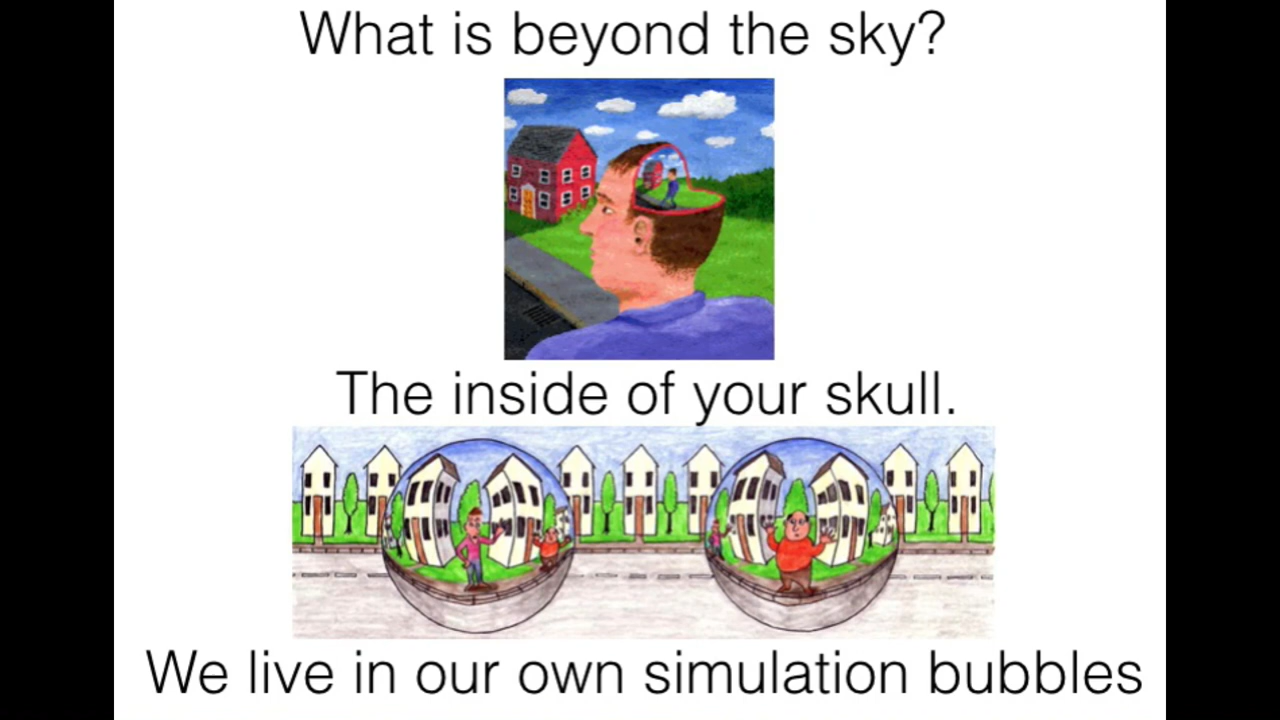 What is beyond the sky?
The inside of your skull.
We live in our own simulation bubbles